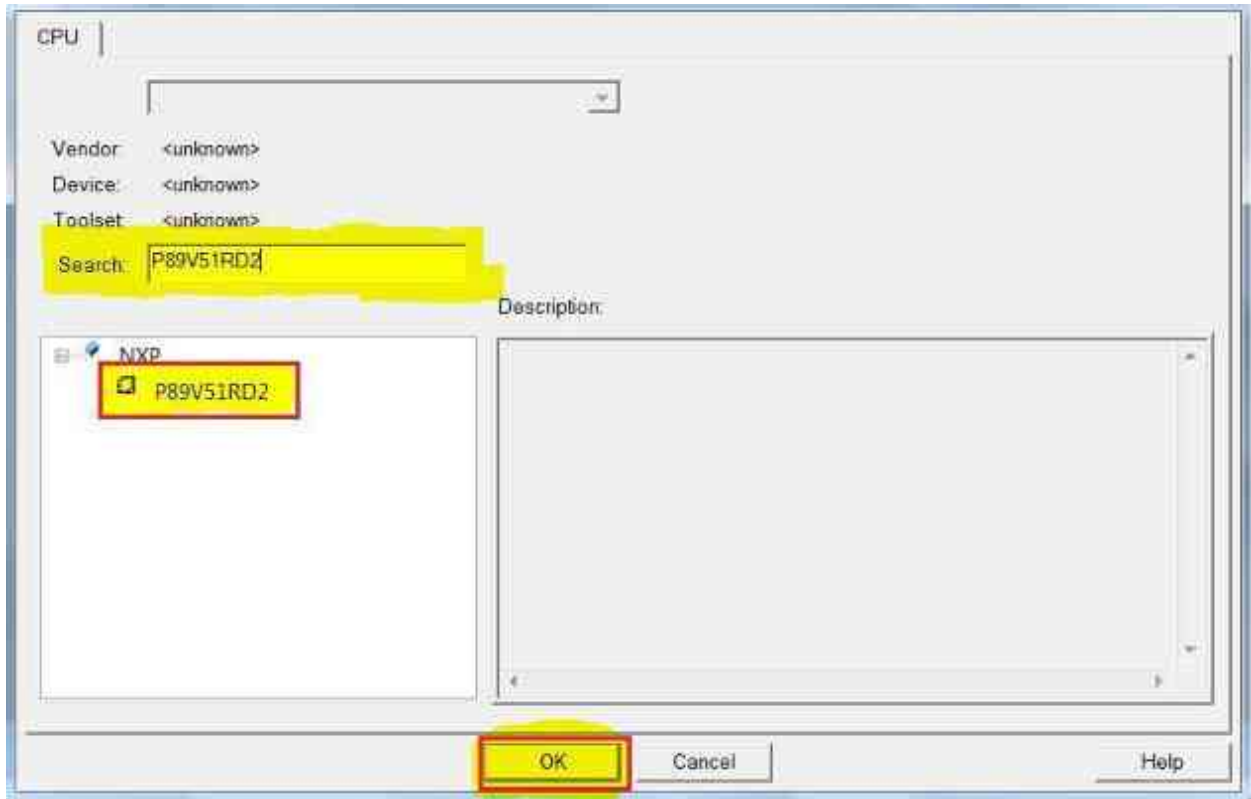 CPU
Vendor: <unknown>
Device: <unknown>
Toolset: <unknown>
Search: P89V51RD2
Description:
NXP
P89V51RD2
OK Cancel Help